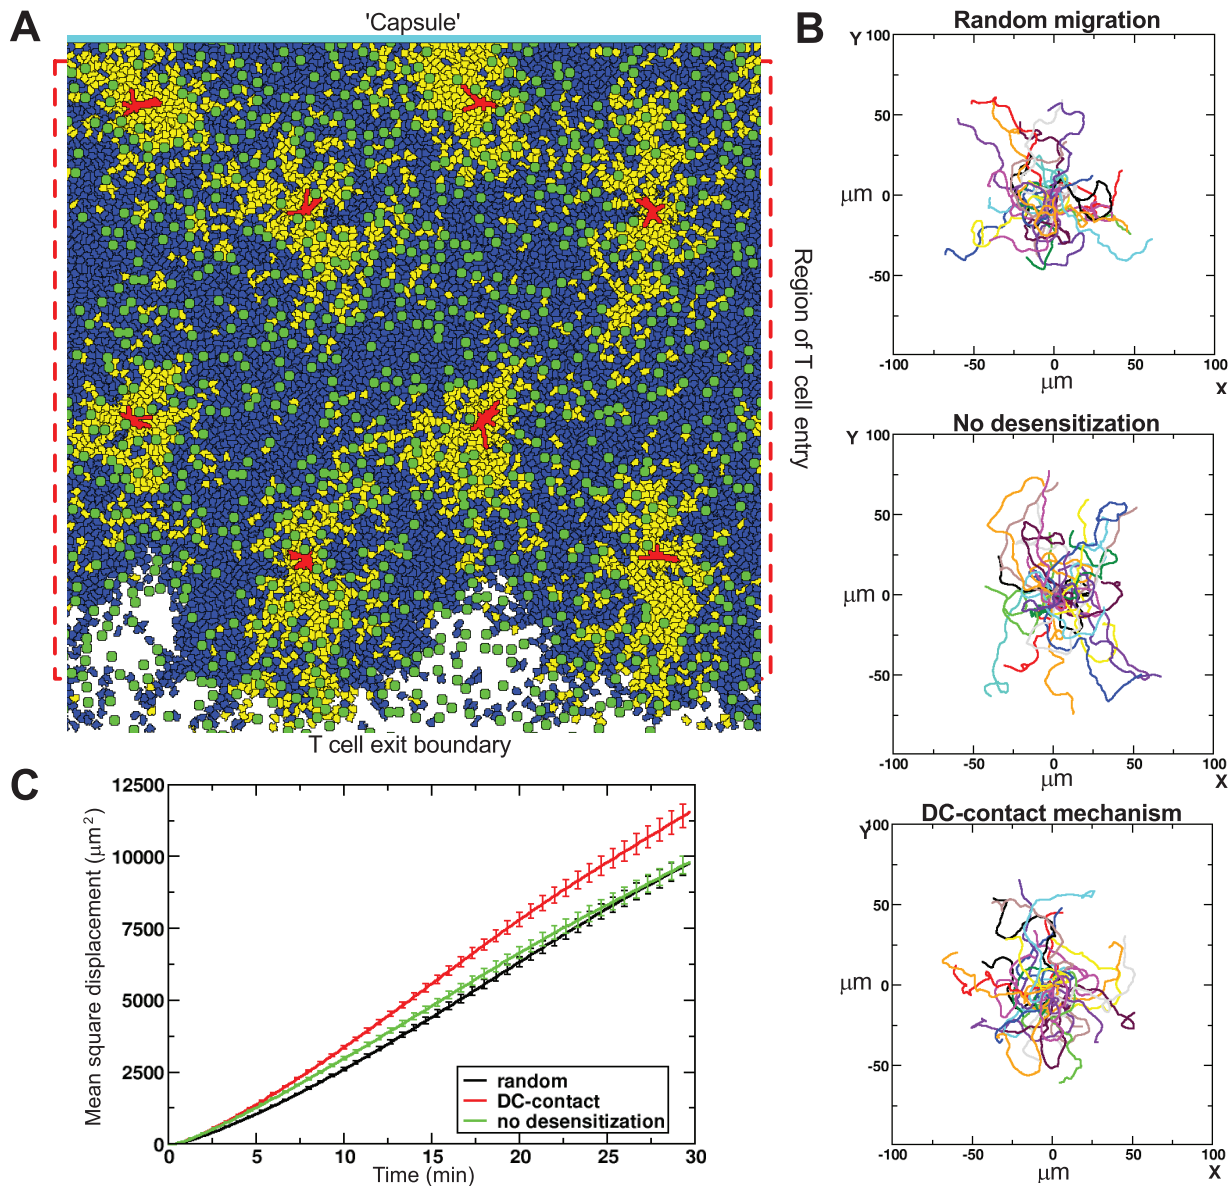 A
'Capsule'
Region of T cell entry
T cell exit boundary
B
Random migration
Y
100
50
μm 0
-50
-100 -50 0 50 100
μm
X
No desensitization
Y
100
50
μm 0
-50
-100 -50 0 50 100
μm
X
DC-contact mechanism
Y
100
50
μm 0
-50
-100 -50 0 50 100
μm
X
C
Mean square displacement (μm²)
12500
10000
7500
5000
2500
0
0 5 10 15 20 25 30
Time (min)
random
DC-contact
no desensitization